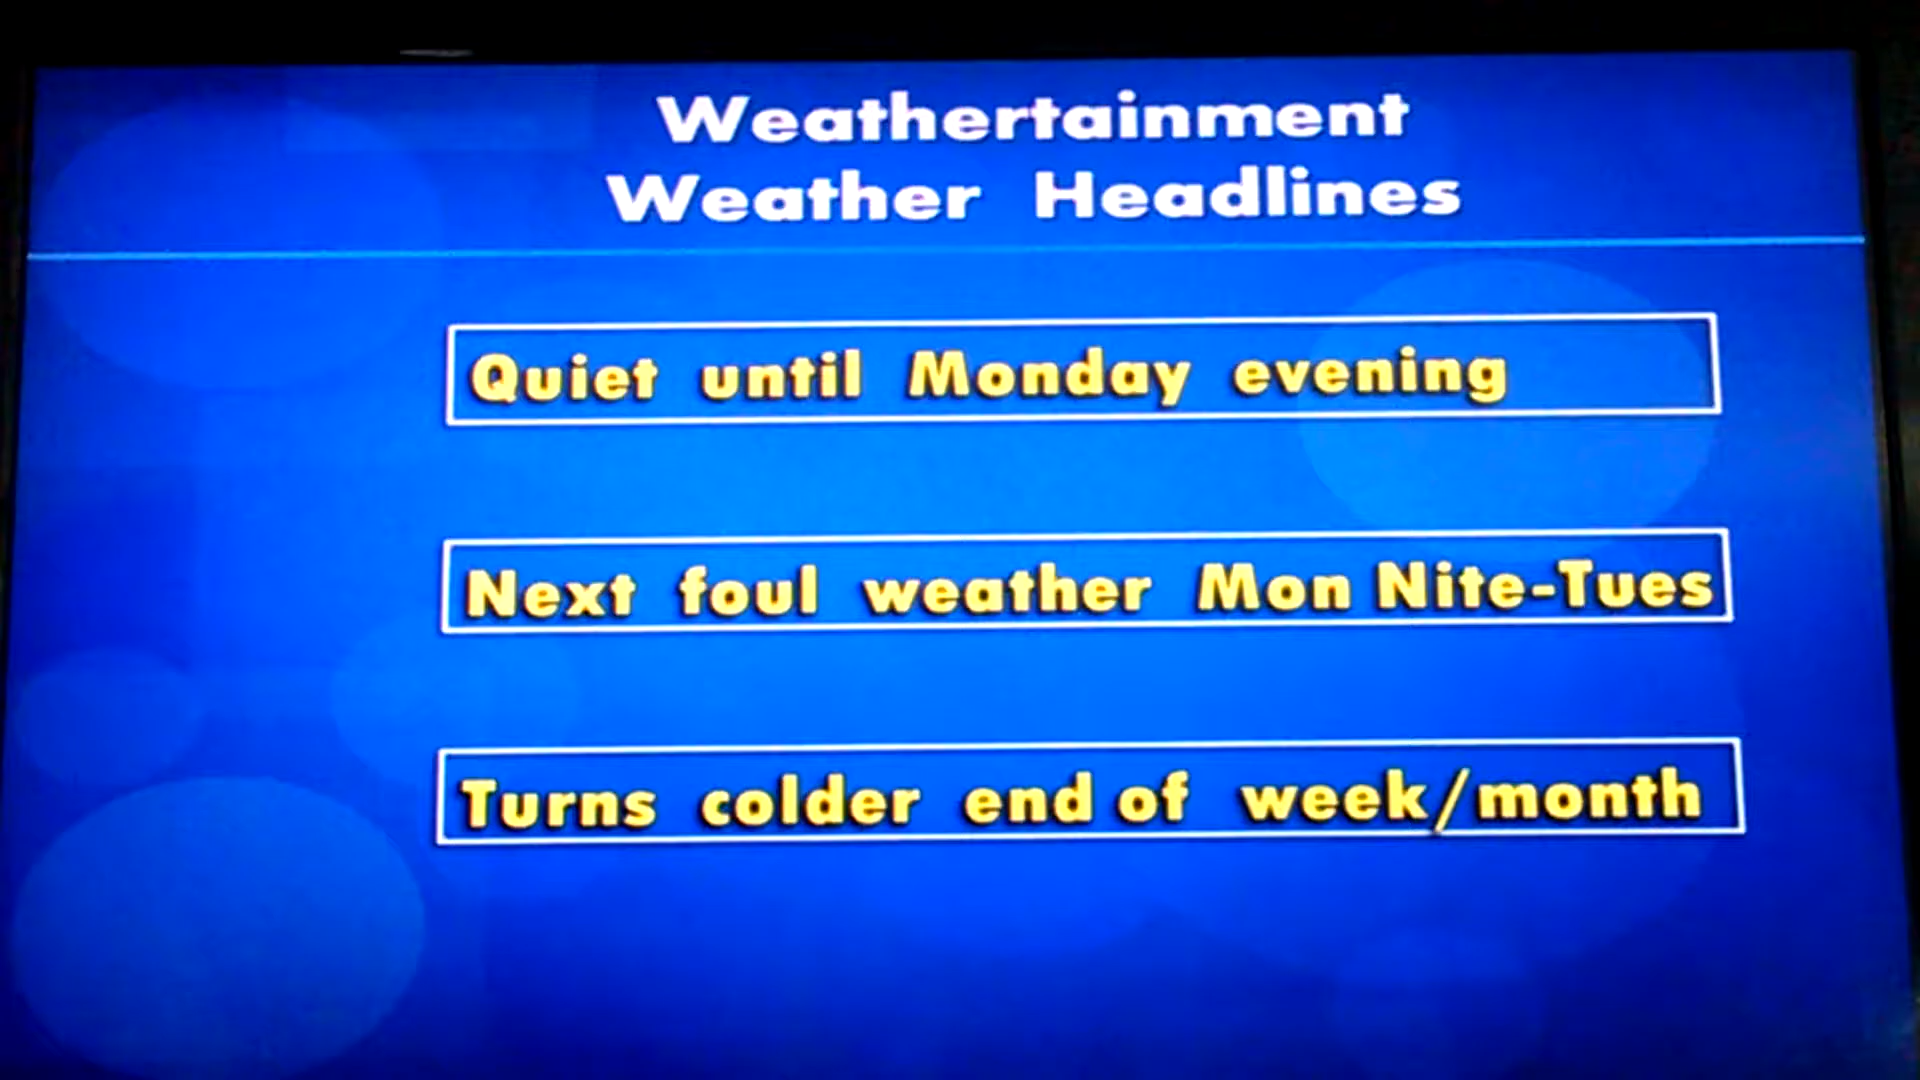 Weathertainment
Weather Headlines
Quiet until Monday evening
Next foul weather Mon Nite-Tues
Turns colder end of week/month